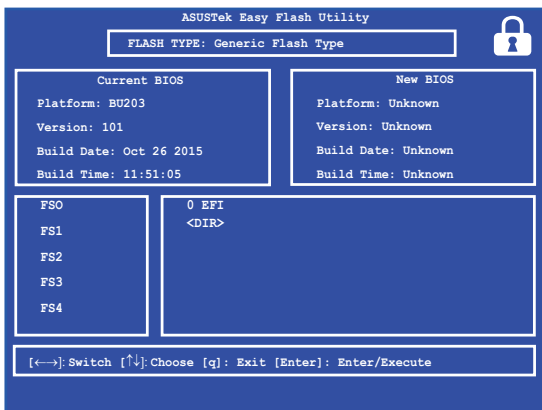 ASUSTek Easy Flash Utility
FLASH TYPE: Generic Flash Type
Current BIOS
Platform: BU203
Version: 101
Build Date: Oct 26 2015
Build Time: 11:51:05
New BIOS
Platform: Unknown
Version: Unknown
Build Date: Unknown
Build Time: Unknown
FSO
FS1
FS2
FS3
FS4
0 EFI
<DIR>
[←→]: Switch [↑↓]: Choose [q]: Exit [Enter]: Enter/Execute